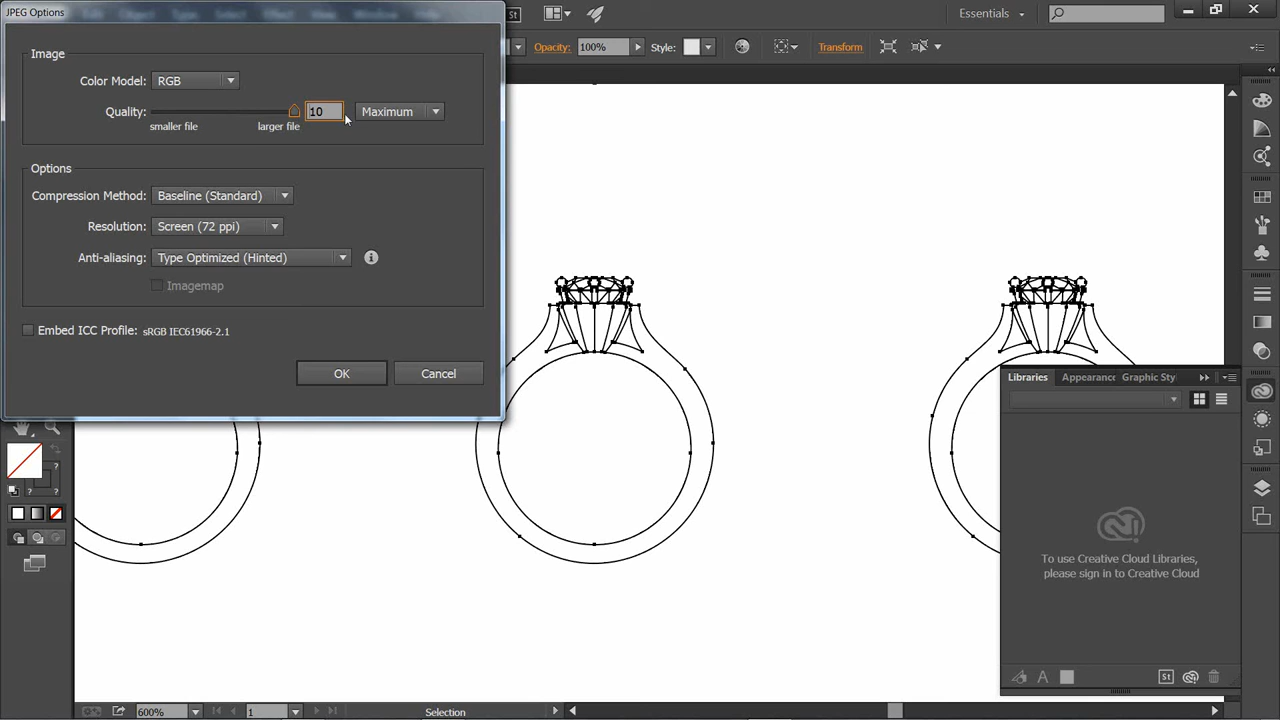 JPEG Options
St
Essentials
Opacity: 100% Style: Transform
Image
Color Model: RGB
Quality: 10 Maximum
smaller file larger file
Options
Compression Method: Baseline (Standard)
Resolution: Screen (72 ppi)
Anti-aliasing: Type Optimized (Hinted)
Imagemap
Embed ICC Profile: sRGB IEC61966-2.1
OK Cancel
Libraries Appearanc Graphic Sty
To use Creative Cloud Libraries,
please sign in to Creative Cloud
A St
600% 1 Selection